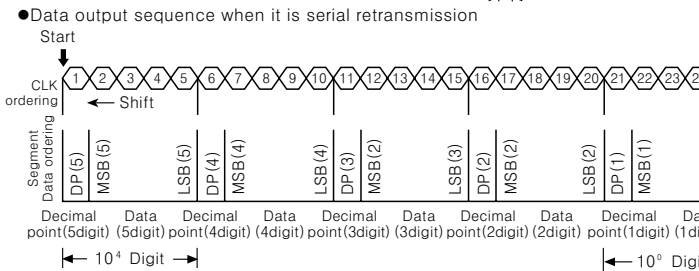 ●Data output sequence when it is serial retransmission
Start
CLK ordering
1 2 3 4 5 6 7 8 9 10 11 12 13 14 15 16 17 18 19 20 21 22 23
Shift
Segment Data ordering
DP(5) MSB(5) LSB(5) DP(4) MSB(4) LSB(4) DP(3) MSB(2) LSB(3) DP(2) MSB(2) LSB(2) DP(1) MSB(1)
Decimal Data Decimal Data Decimal Data Decimal Data Decimal
point(5digit) (5digit) point(4digit) (4digit) point(3digit) (3digit) point(2digit) (2digit) point(1digit)
10⁴ Digit
10⁰ Digi